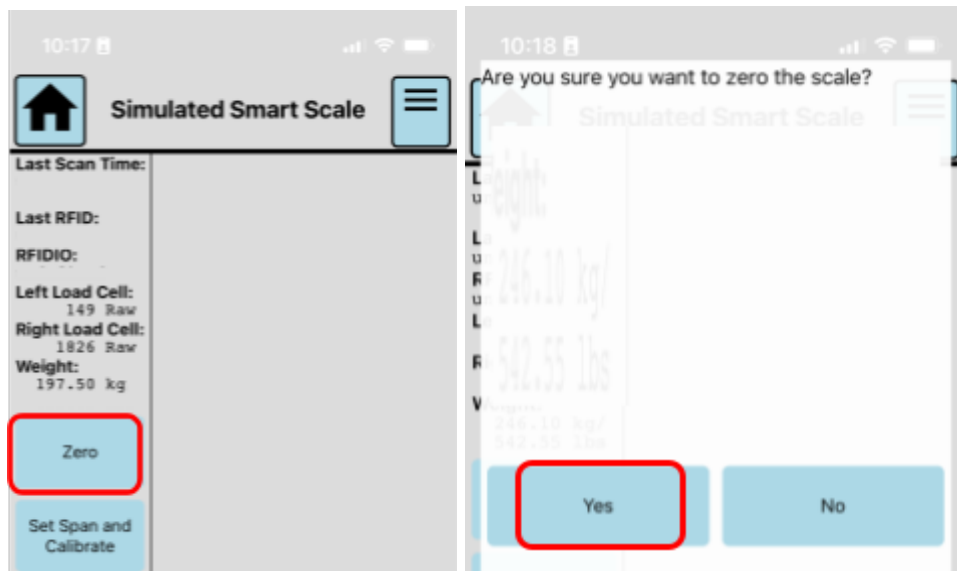 10:17
Simulated Smart Scale
Last Scan Time:
Last RFID:
RFIDIO:
Left Load Cell:
149 Raw
Right Load Cell:
1826 Raw
Weight:
197.50 kg
Zero
Set Span and
Calibrate
10:18
Are you sure you want to zero the scale?
Simulated Smart Scale
246.10 kg/
542.55 lbs
246.10 kg/
542.55 lbs
Yes
No